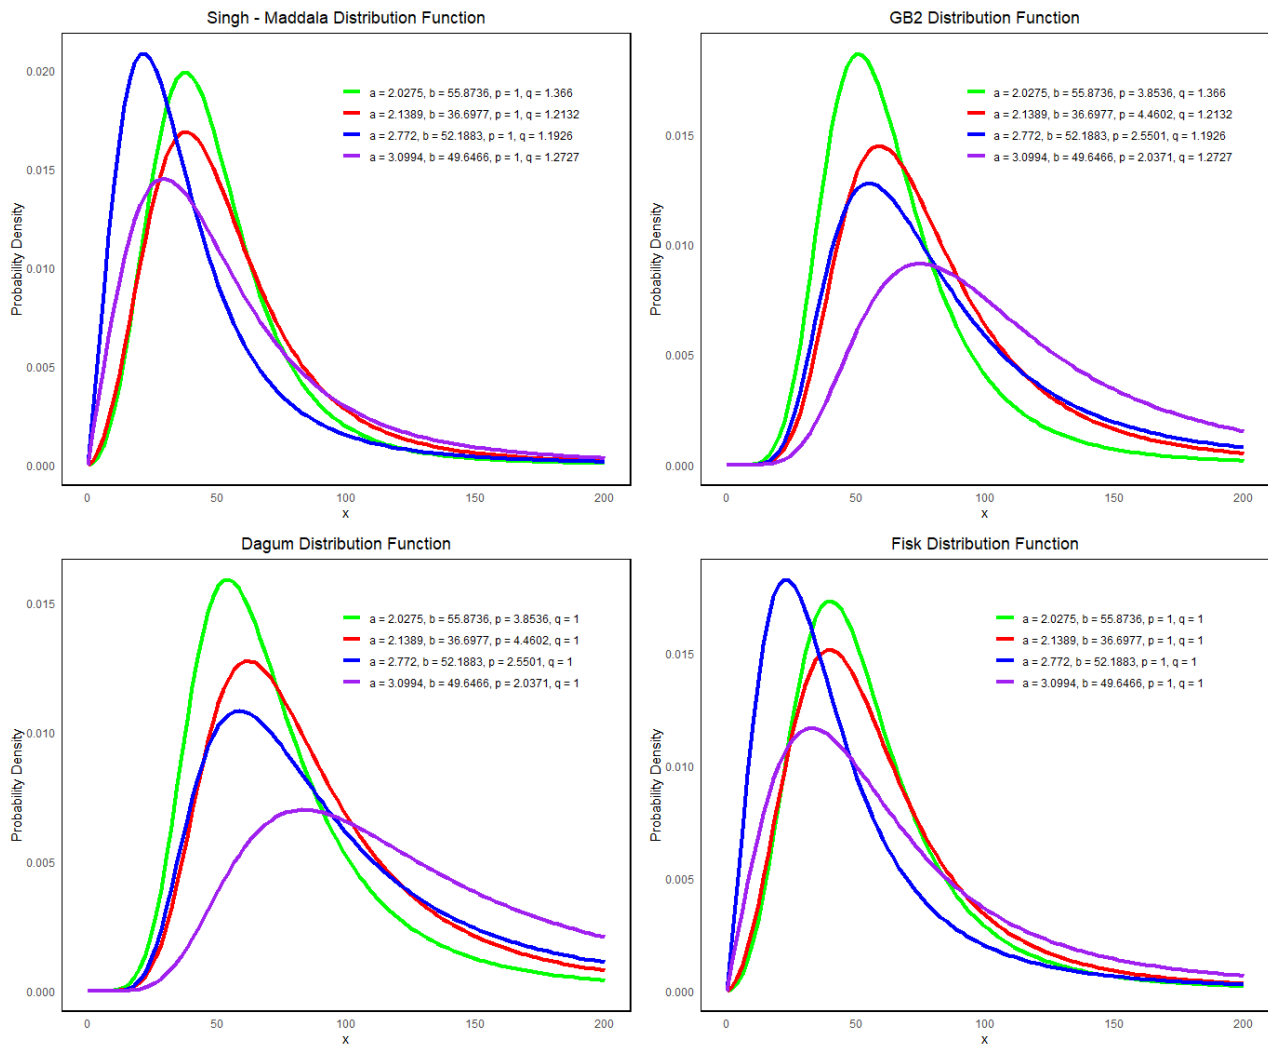 Singh - Maddala Distribution Function
a = 2.0275, b = 55.8736, p = 1, q = 1.366
a = 2.1389, b = 36.6977, p = 1, q = 1.2132
a = 2.772, b = 52.1883, p = 1, q = 1.1926
a = 3.0994, b = 49.6466, p = 1, q = 1.2727
Probability Density
0.020
0.015
0.010
0.005
0.000
0
50
100
150
200
x
GB2 Distribution Function
a = 2.0275, b = 55.8736, p = 3.8536, q = 1.366
a = 2.1389, b = 36.6977, p = 4.4602, q = 1.2132
a = 2.772, b = 52.1883, p = 2.5501, q = 1.1926
a = 3.0994, b = 49.6466, p = 2.0371, q = 1.2727
Probability Density
0.015
0.010
0.005
0.000
0
50
100
150
200
x
Dagum Distribution Function
a = 2.0275, b = 55.8736, p = 3.8536, q = 1
a = 2.1389, b = 36.6977, p = 4.4602, q = 1
a = 2.772, b = 52.1883, p = 2.5501, q = 1
a = 3.0994, b = 49.6466, p = 2.0371, q = 1
Probability Density
0.015
0.010
0.005
0.000
0
50
100
150
200
x
Fisk Distribution Function
a = 2.0275, b = 55.8736, p = 1, q = 1
a = 2.1389, b = 36.6977, p = 1, q = 1
a = 2.772, b = 52.1883, p = 1, q = 1
a = 3.0994, b = 49.6466, p = 1, q = 1
Probability Density
0.015
0.010
0.005
0.000
0
50
100
150
200
x